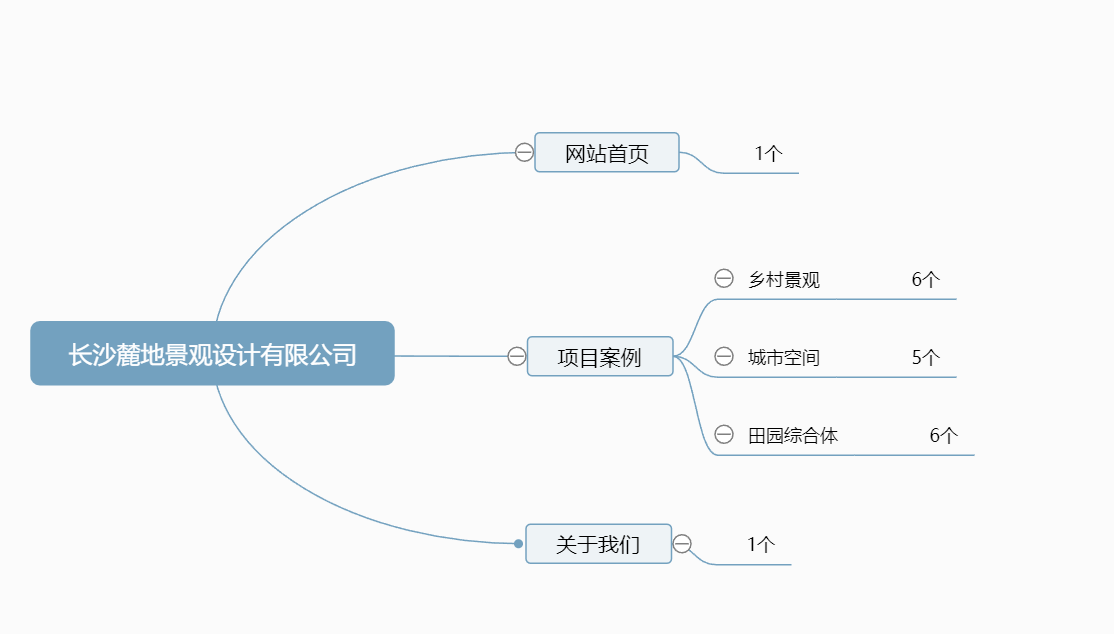 网站首页 1个
乡村景观 6个
长沙麓地景观设计有限公司 项目案例 城市空间 5个
田园综合体 6个
关于我们 1个